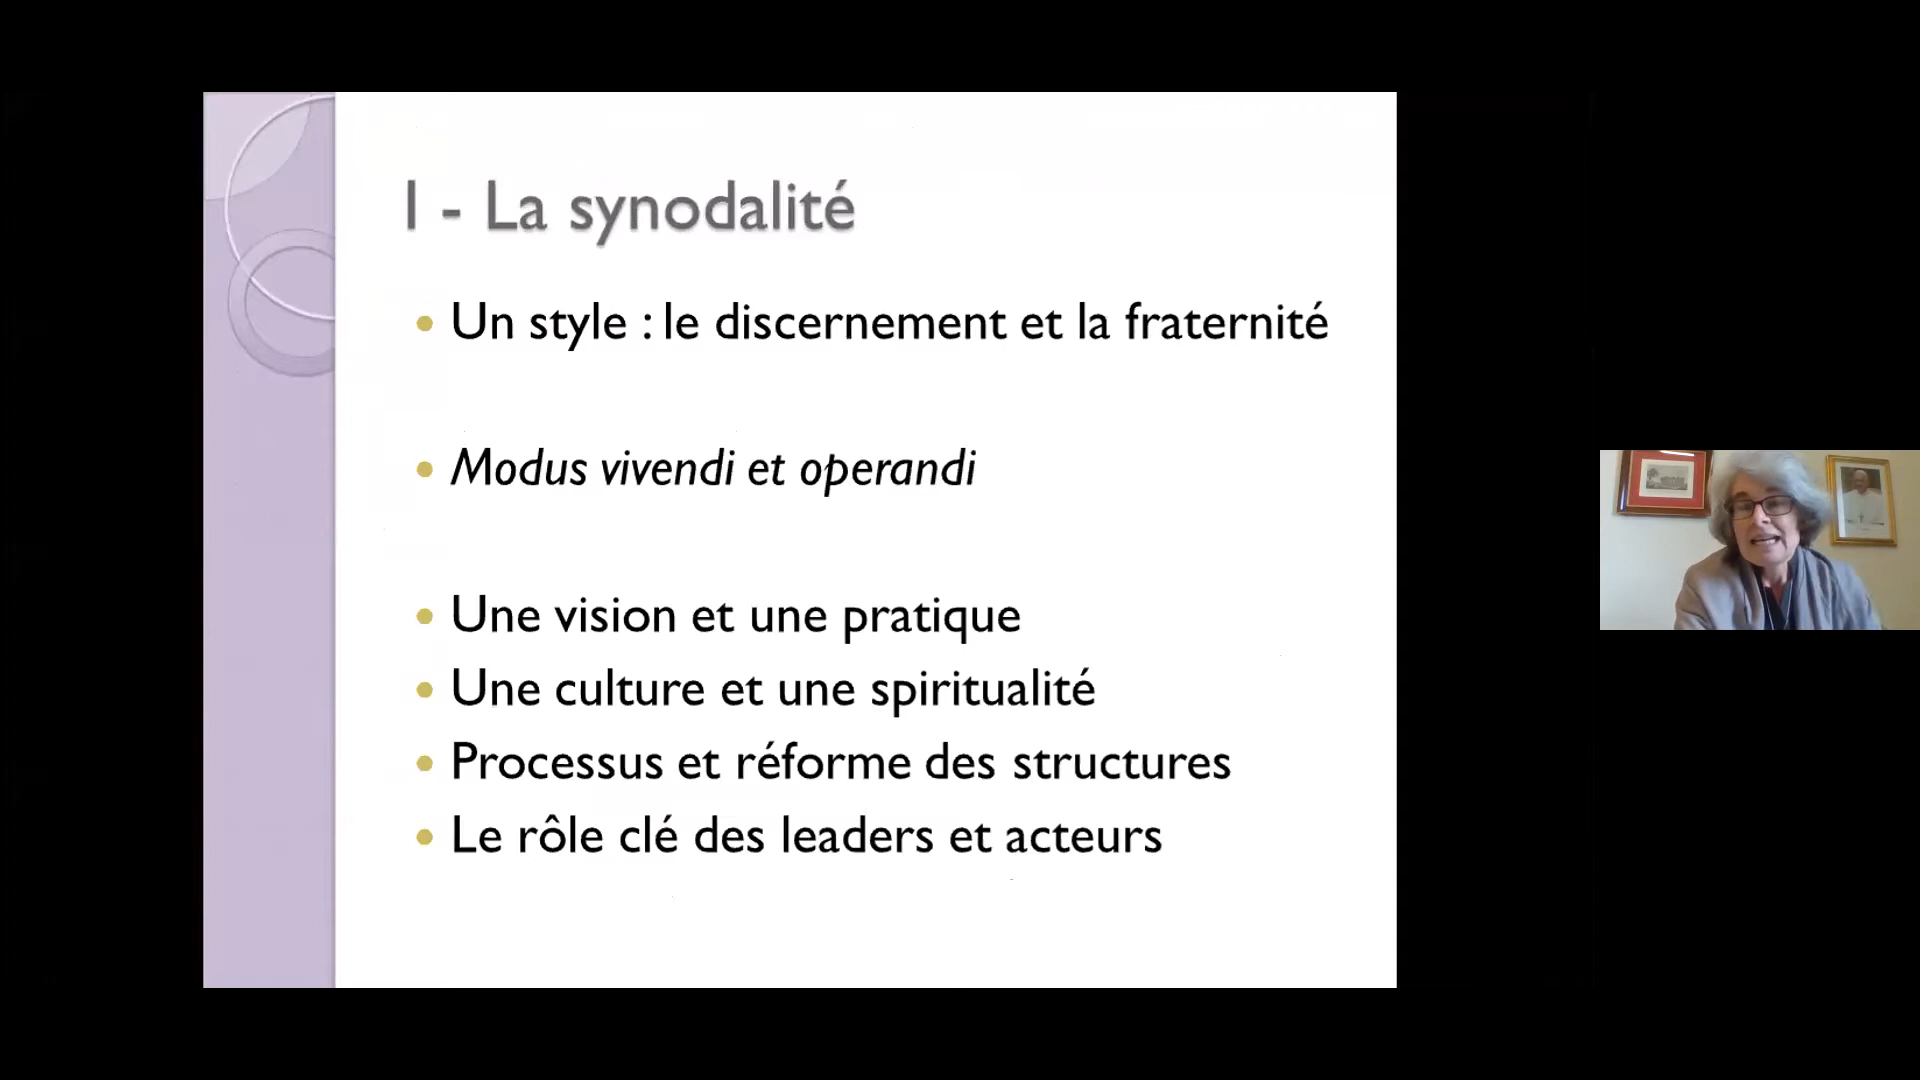 I - La synodalité
Un style : le discernement et la fraternité
Modus vivendi et operandi
Une vision et une pratique
Une culture et une spiritualité
Processus et réforme des structures
Le rôle clé des leaders et acteurs